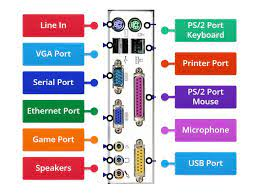 Line In
VGA Port
Serial Port
Ethernet Port
Game Port
Speakers
PS/2 Port
Keyboard
Printer Port
PS/2 Port
Mouse
Microphone
USB Port